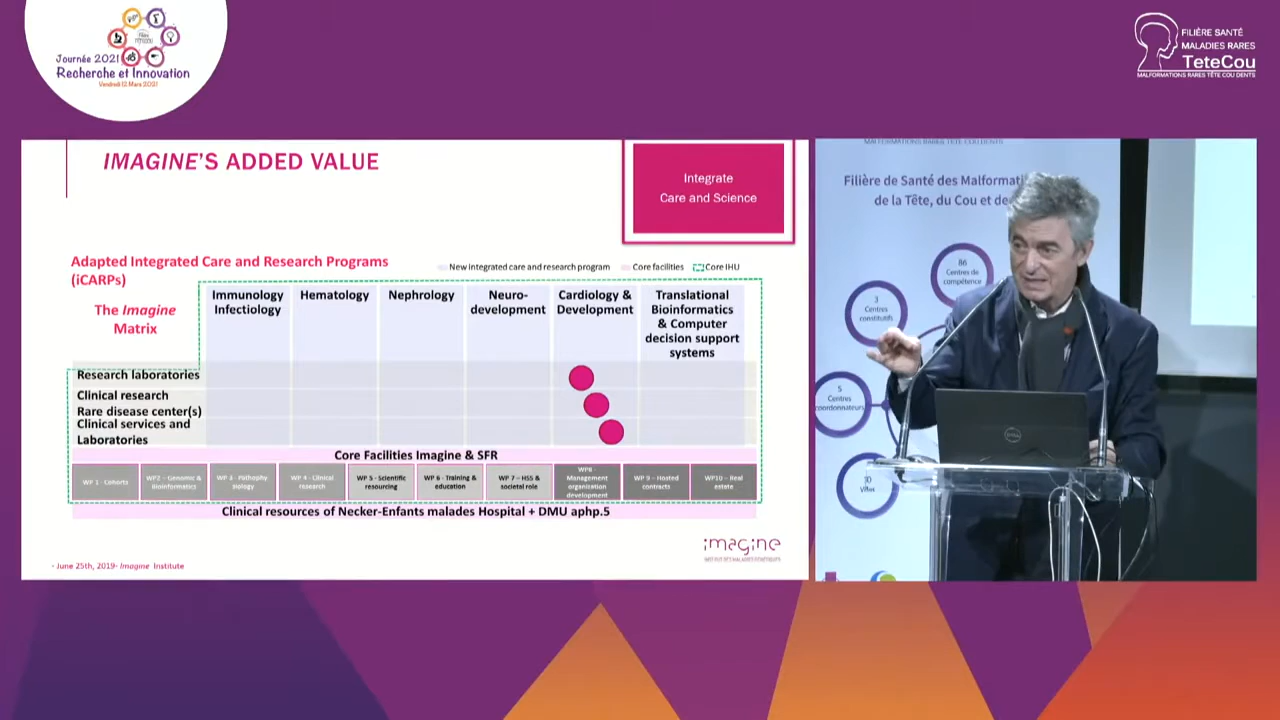 Journée 2021
Recherche et Innovation
Vendredi 12 Mars 2021
FILIÈRE SANTÉ
MALADIES RARES
TeteCou
MALFORMATIONS RARES TÊTE COU DENTS
IMAGINE'S ADDED VALUE
Integrate
Care and Science
Adapted Integrated Care and Research Programs
(iCARPs)
New integrated care and research program
Core facilities
Core IHU
The Imagine
Matrix
Immunology
Infectiology
Hematology
Nephrology
Neuro-
development
Cardiology &
Development
Translational
Bioinformatics
& Computer
decision support
systems
Research laboratories
Clinical research
Rare disease center(s)
Clinical services and
Laboratories
Core Facilities Imagine & SFR
WP 1 - Cohorts
WP2 - Genomic &
Bioinformatics
WP 3 - Pathophy
siology
WP 4 - Clinical
research
WP 5 - Scientific
resourcing
WP 6 - Training &
education
WP 7 - HSS &
societal role
WP8 -
Management
organisation
development
WP 9 - Hosted
contracts
WP10 - Real
estate
Clinical resources of Necker-Enfants malades Hospital + DMU aphp.5
imagine
INSTITUT DES MALADIES GÉNÉTIQUES
- June 25th, 2019- Imagine Institute
MALFORMATIONS RARES TÊTE COU DENTS
Filière de Santé des Malformati
de la Tête, du Cou et de
86
Centres de
compétence
3
Centres
constitutifs
5
Centres
coordonnateurs
Villes
DELL